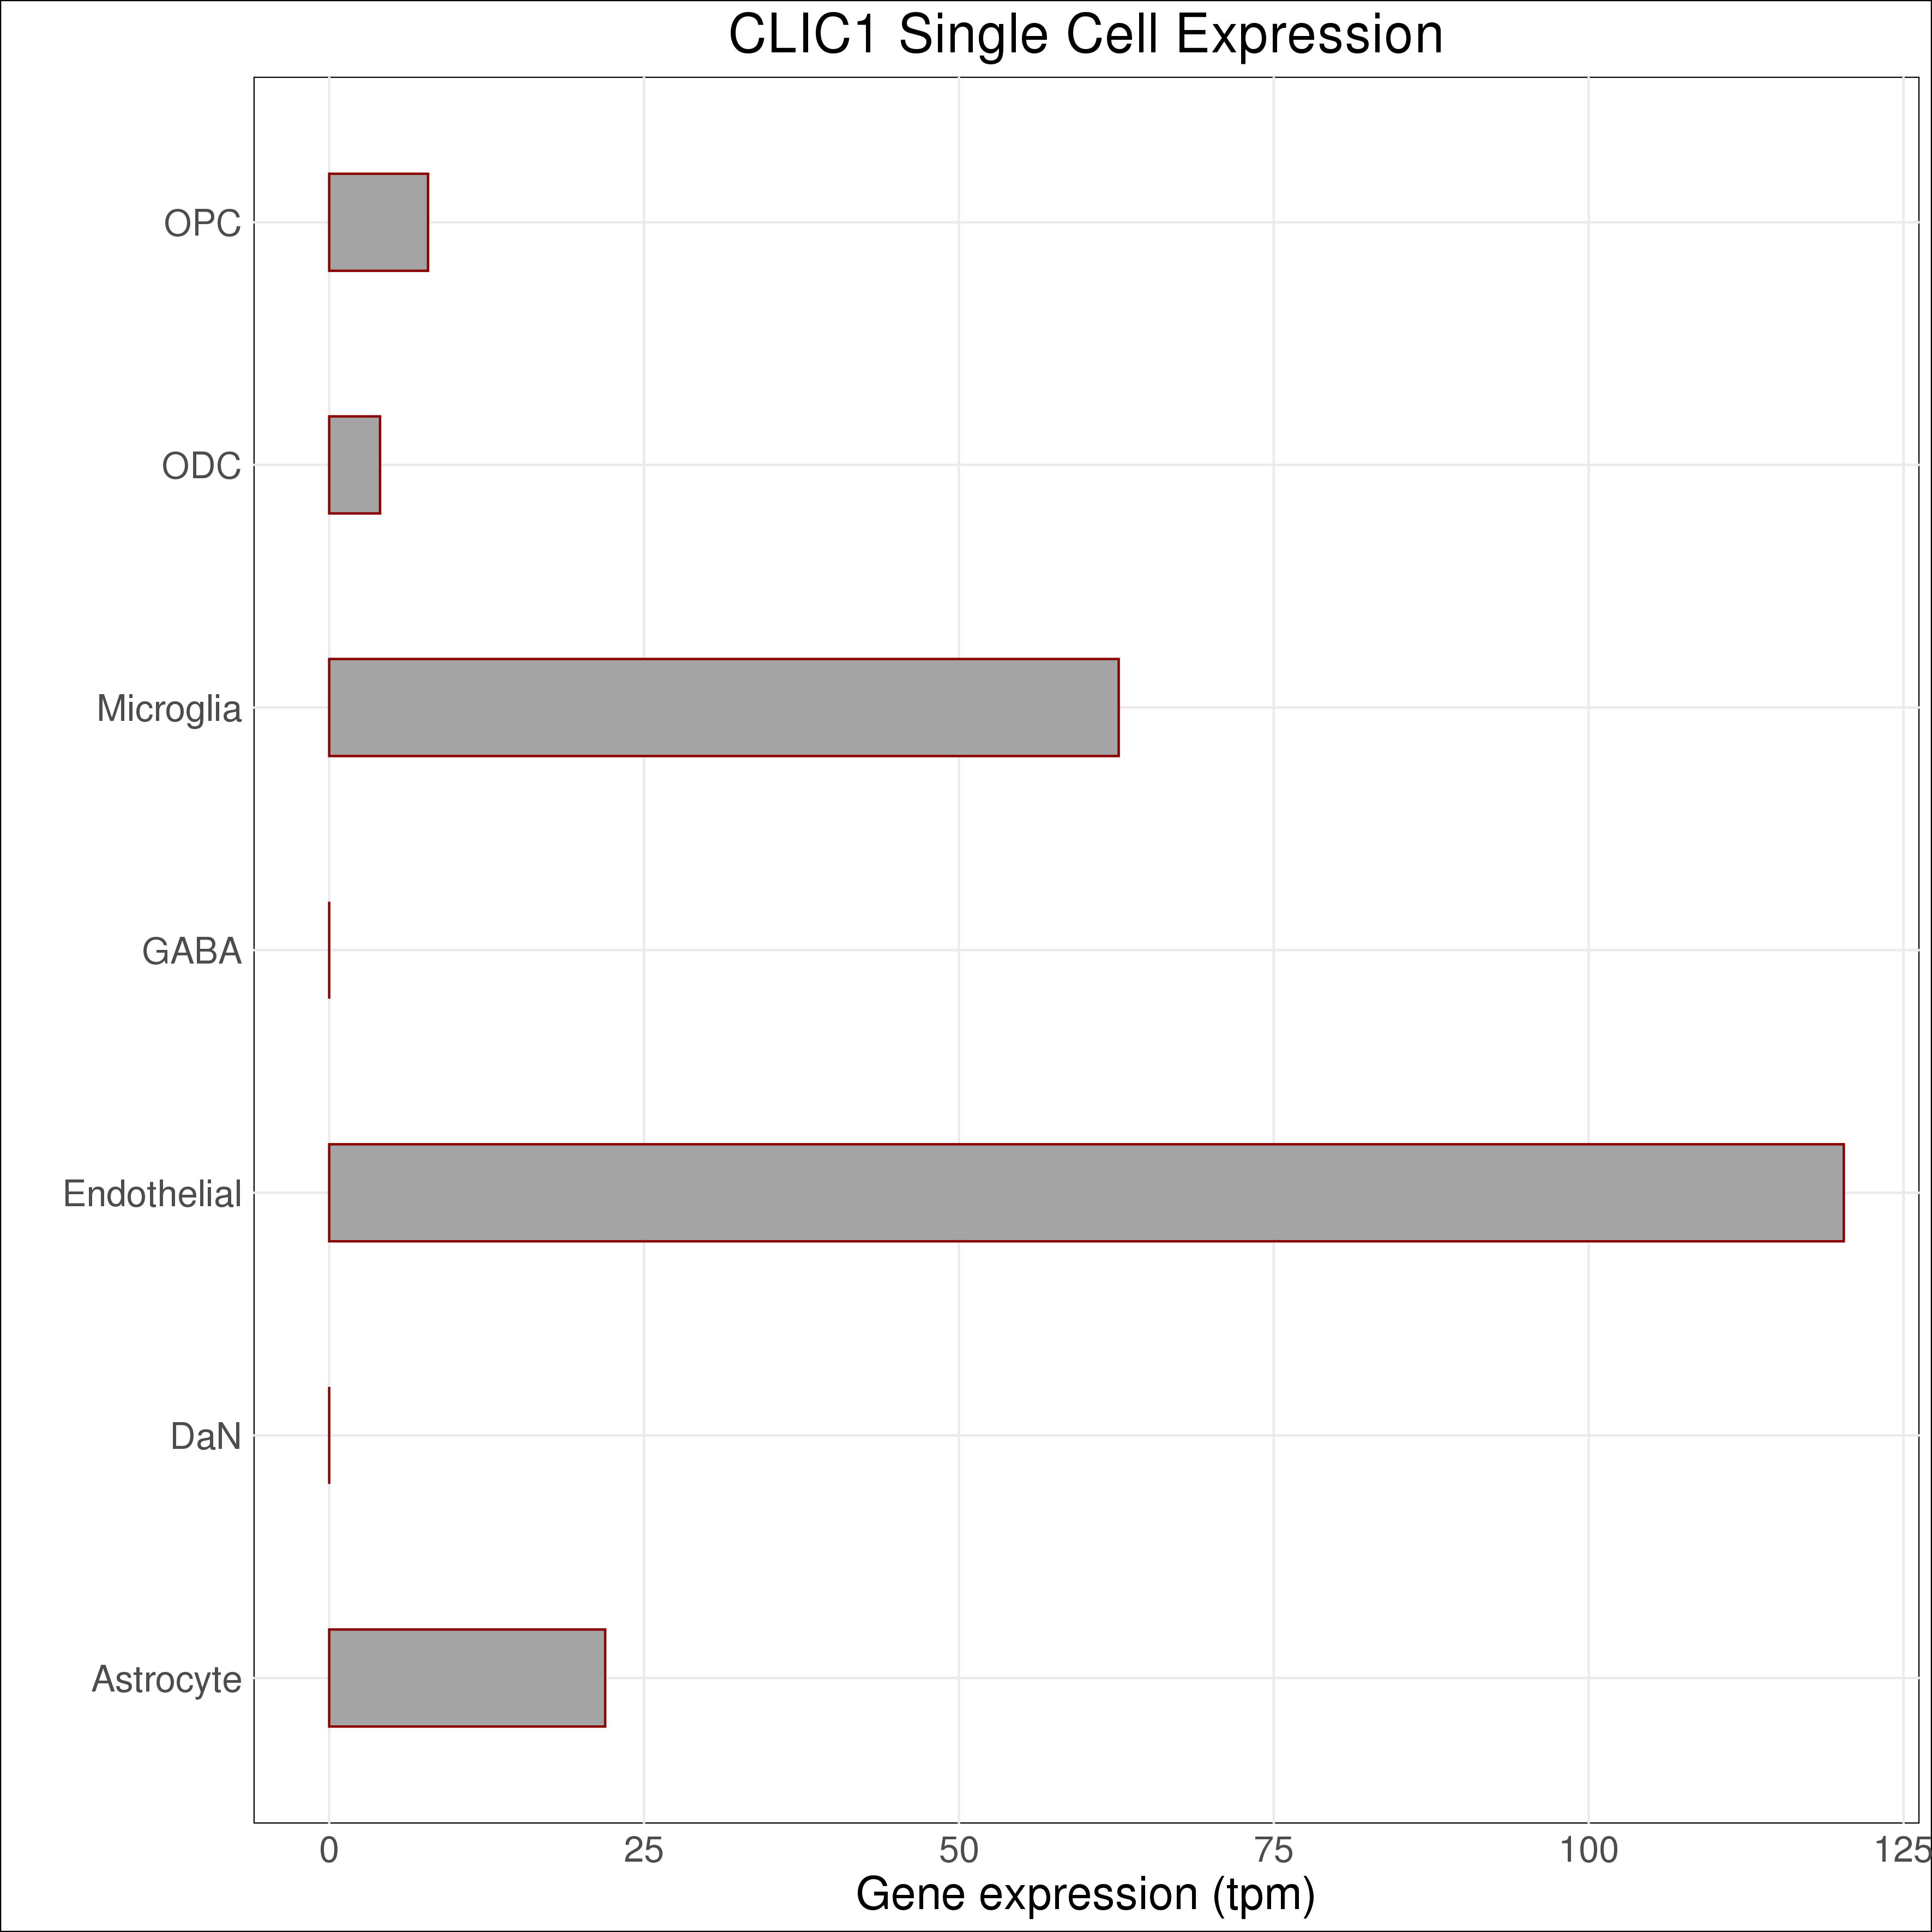 CLIC1 Single Cell Expression
OPC
ODC
Microglia
GABA
Endothelial
DaN
Astrocyte
0 25 50 75 100 125
Gene expression (tpm)